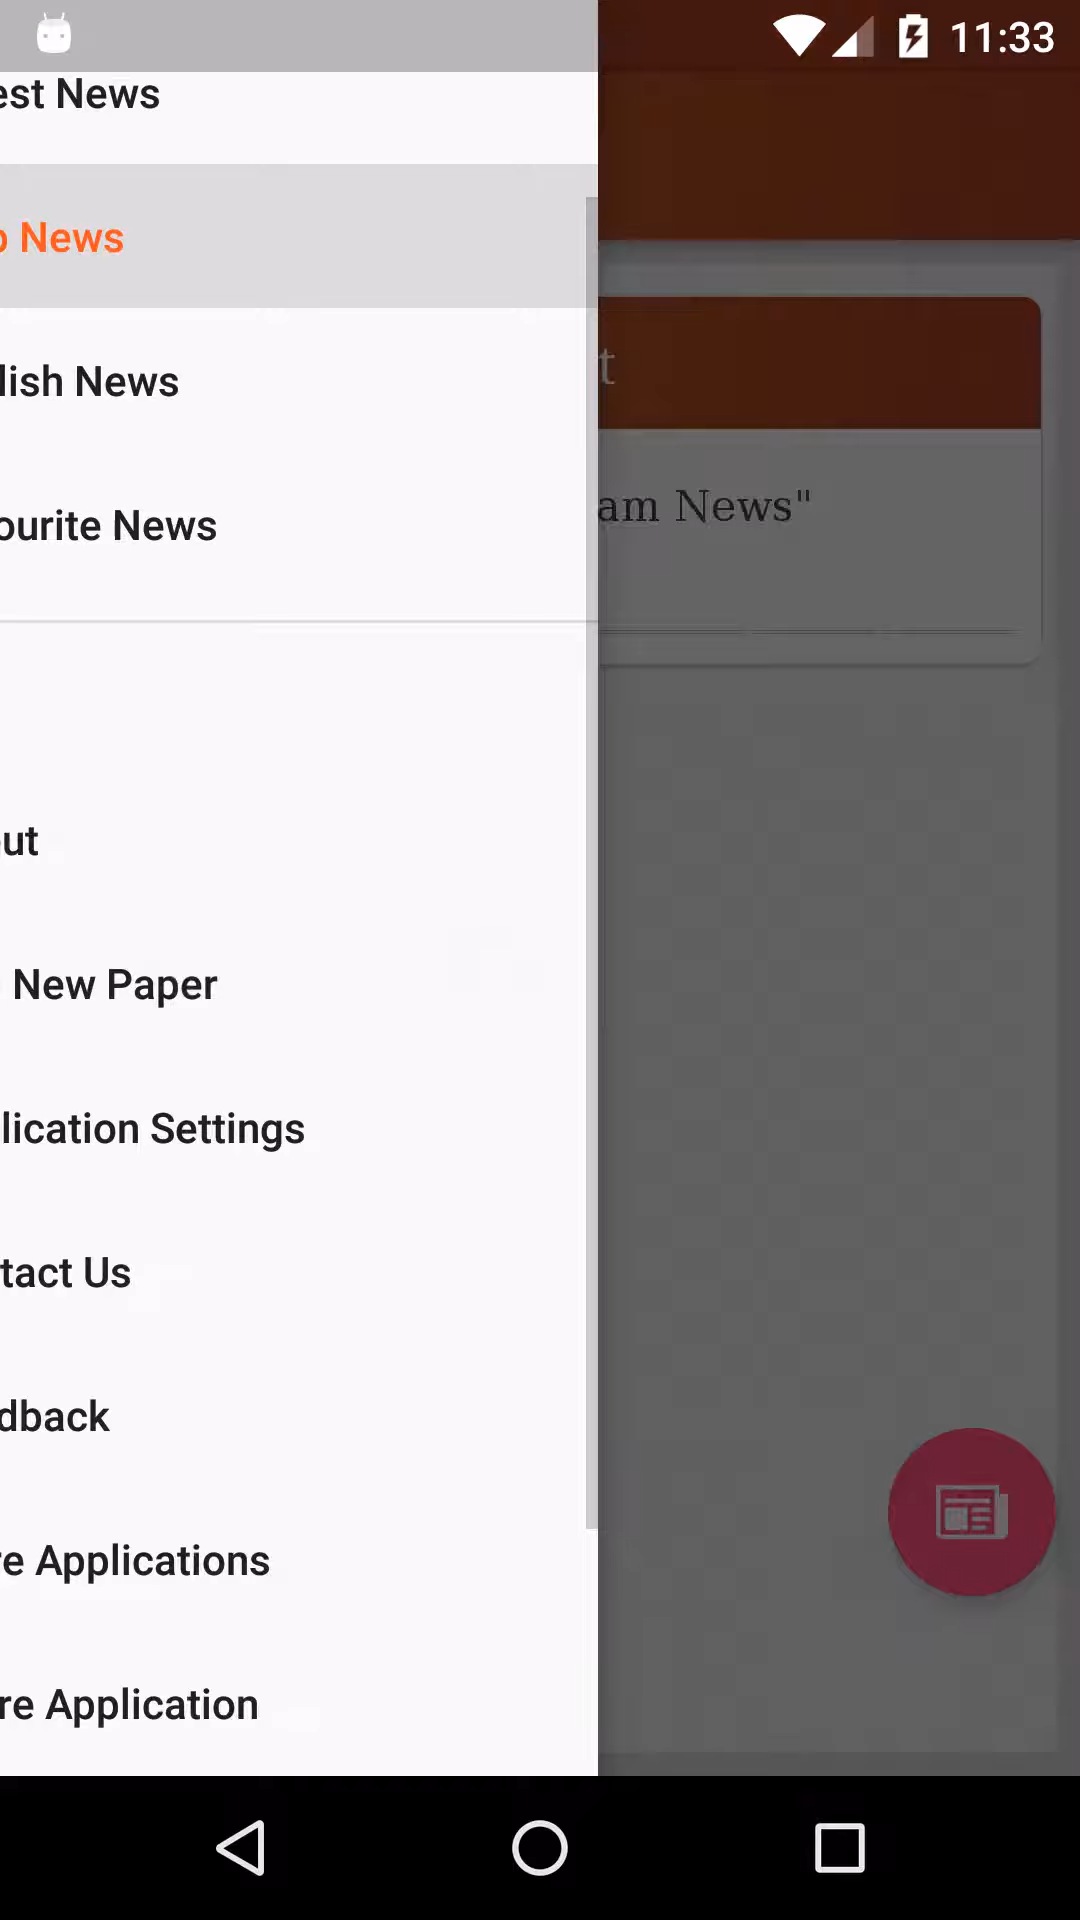 11:33
est News
News
lish News
ourite News
t
am News"
ut
New Paper
lication Settings
tact Us
dback
re Applications
re Application